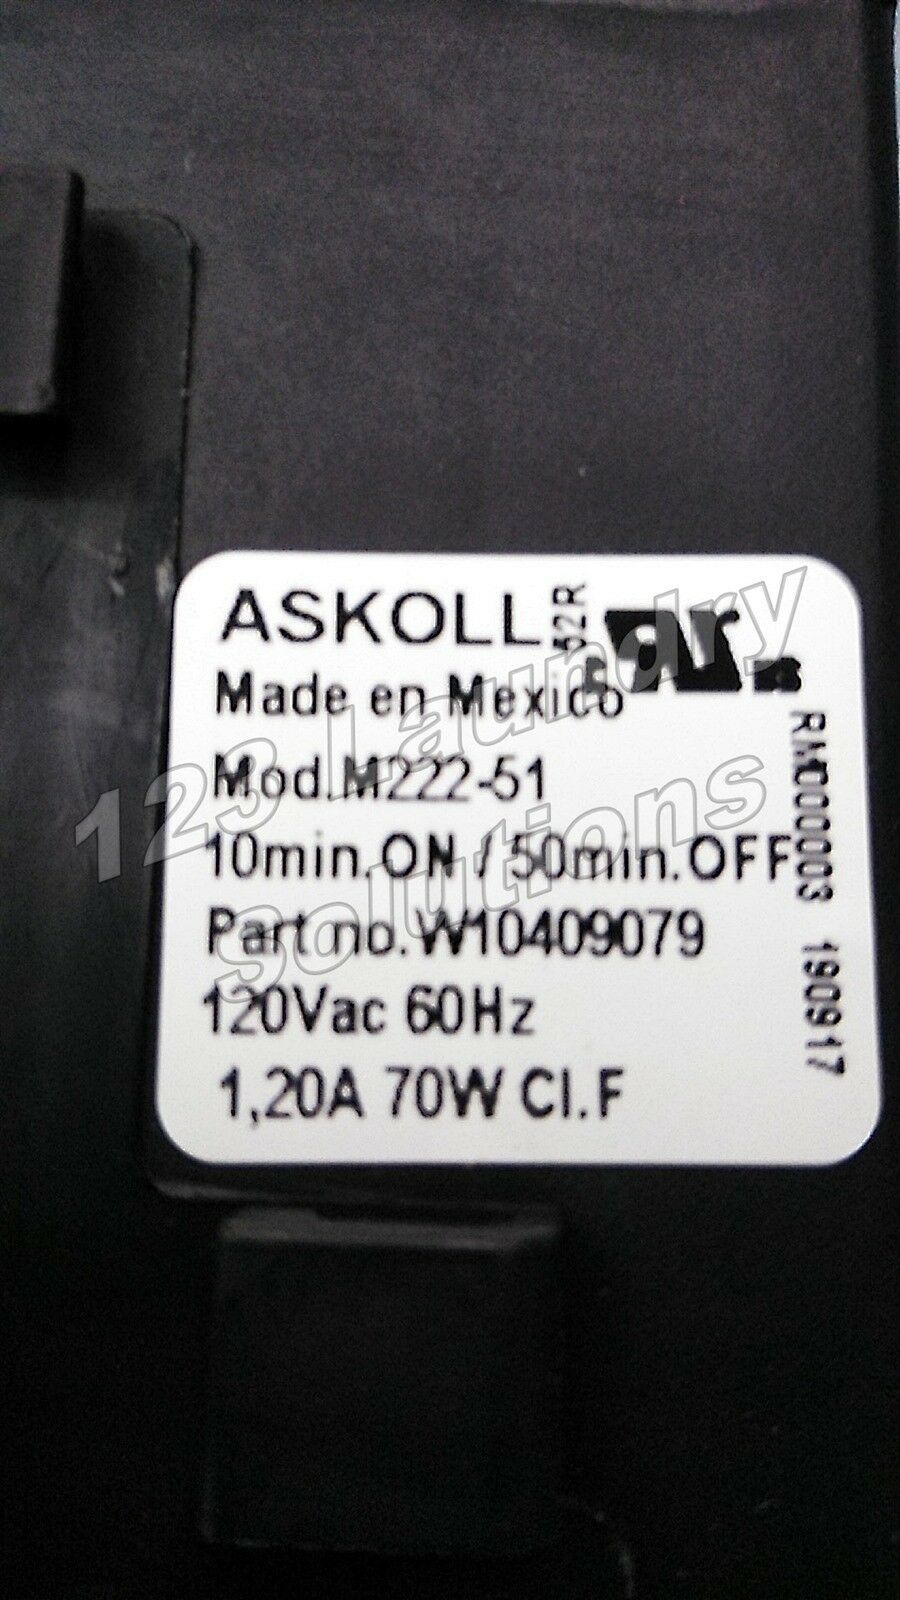 ASKOLL
52R
Made en Mexico
Mod.M222-51
10min.ON / 50min.OFF
Part no.W10409079
120Vac 60Hz
1,20A 70W Cl.F
RM000003 190917
123 Laundry
Solutions